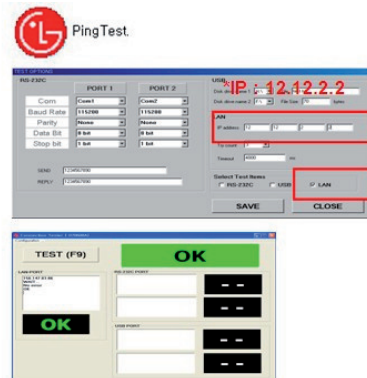 LG
PingTest.
TEST OPTIONS
RS-232C
PORT 1 PORT 2
Com Com1 Com2
Baud Rate 115200 115200
Parity None None
Data Bit 8 bit 8 bit
Stop bit 1 bit 1 bit
SEND 1234567890
REPLY 1234567890
USB
*IP : 12.12.2.2
Disk drive name 2 File Size bytes
LAN
IP address 12 12 2 2
Try count
Timeout 4000
Select Test Items
RS-232C USB LAN
SAVE CLOSE
TEST (F9)
OK
LAN PORT
RS-232C PORT
OK
-- --
-- --
USB PORT
-- --
-- --